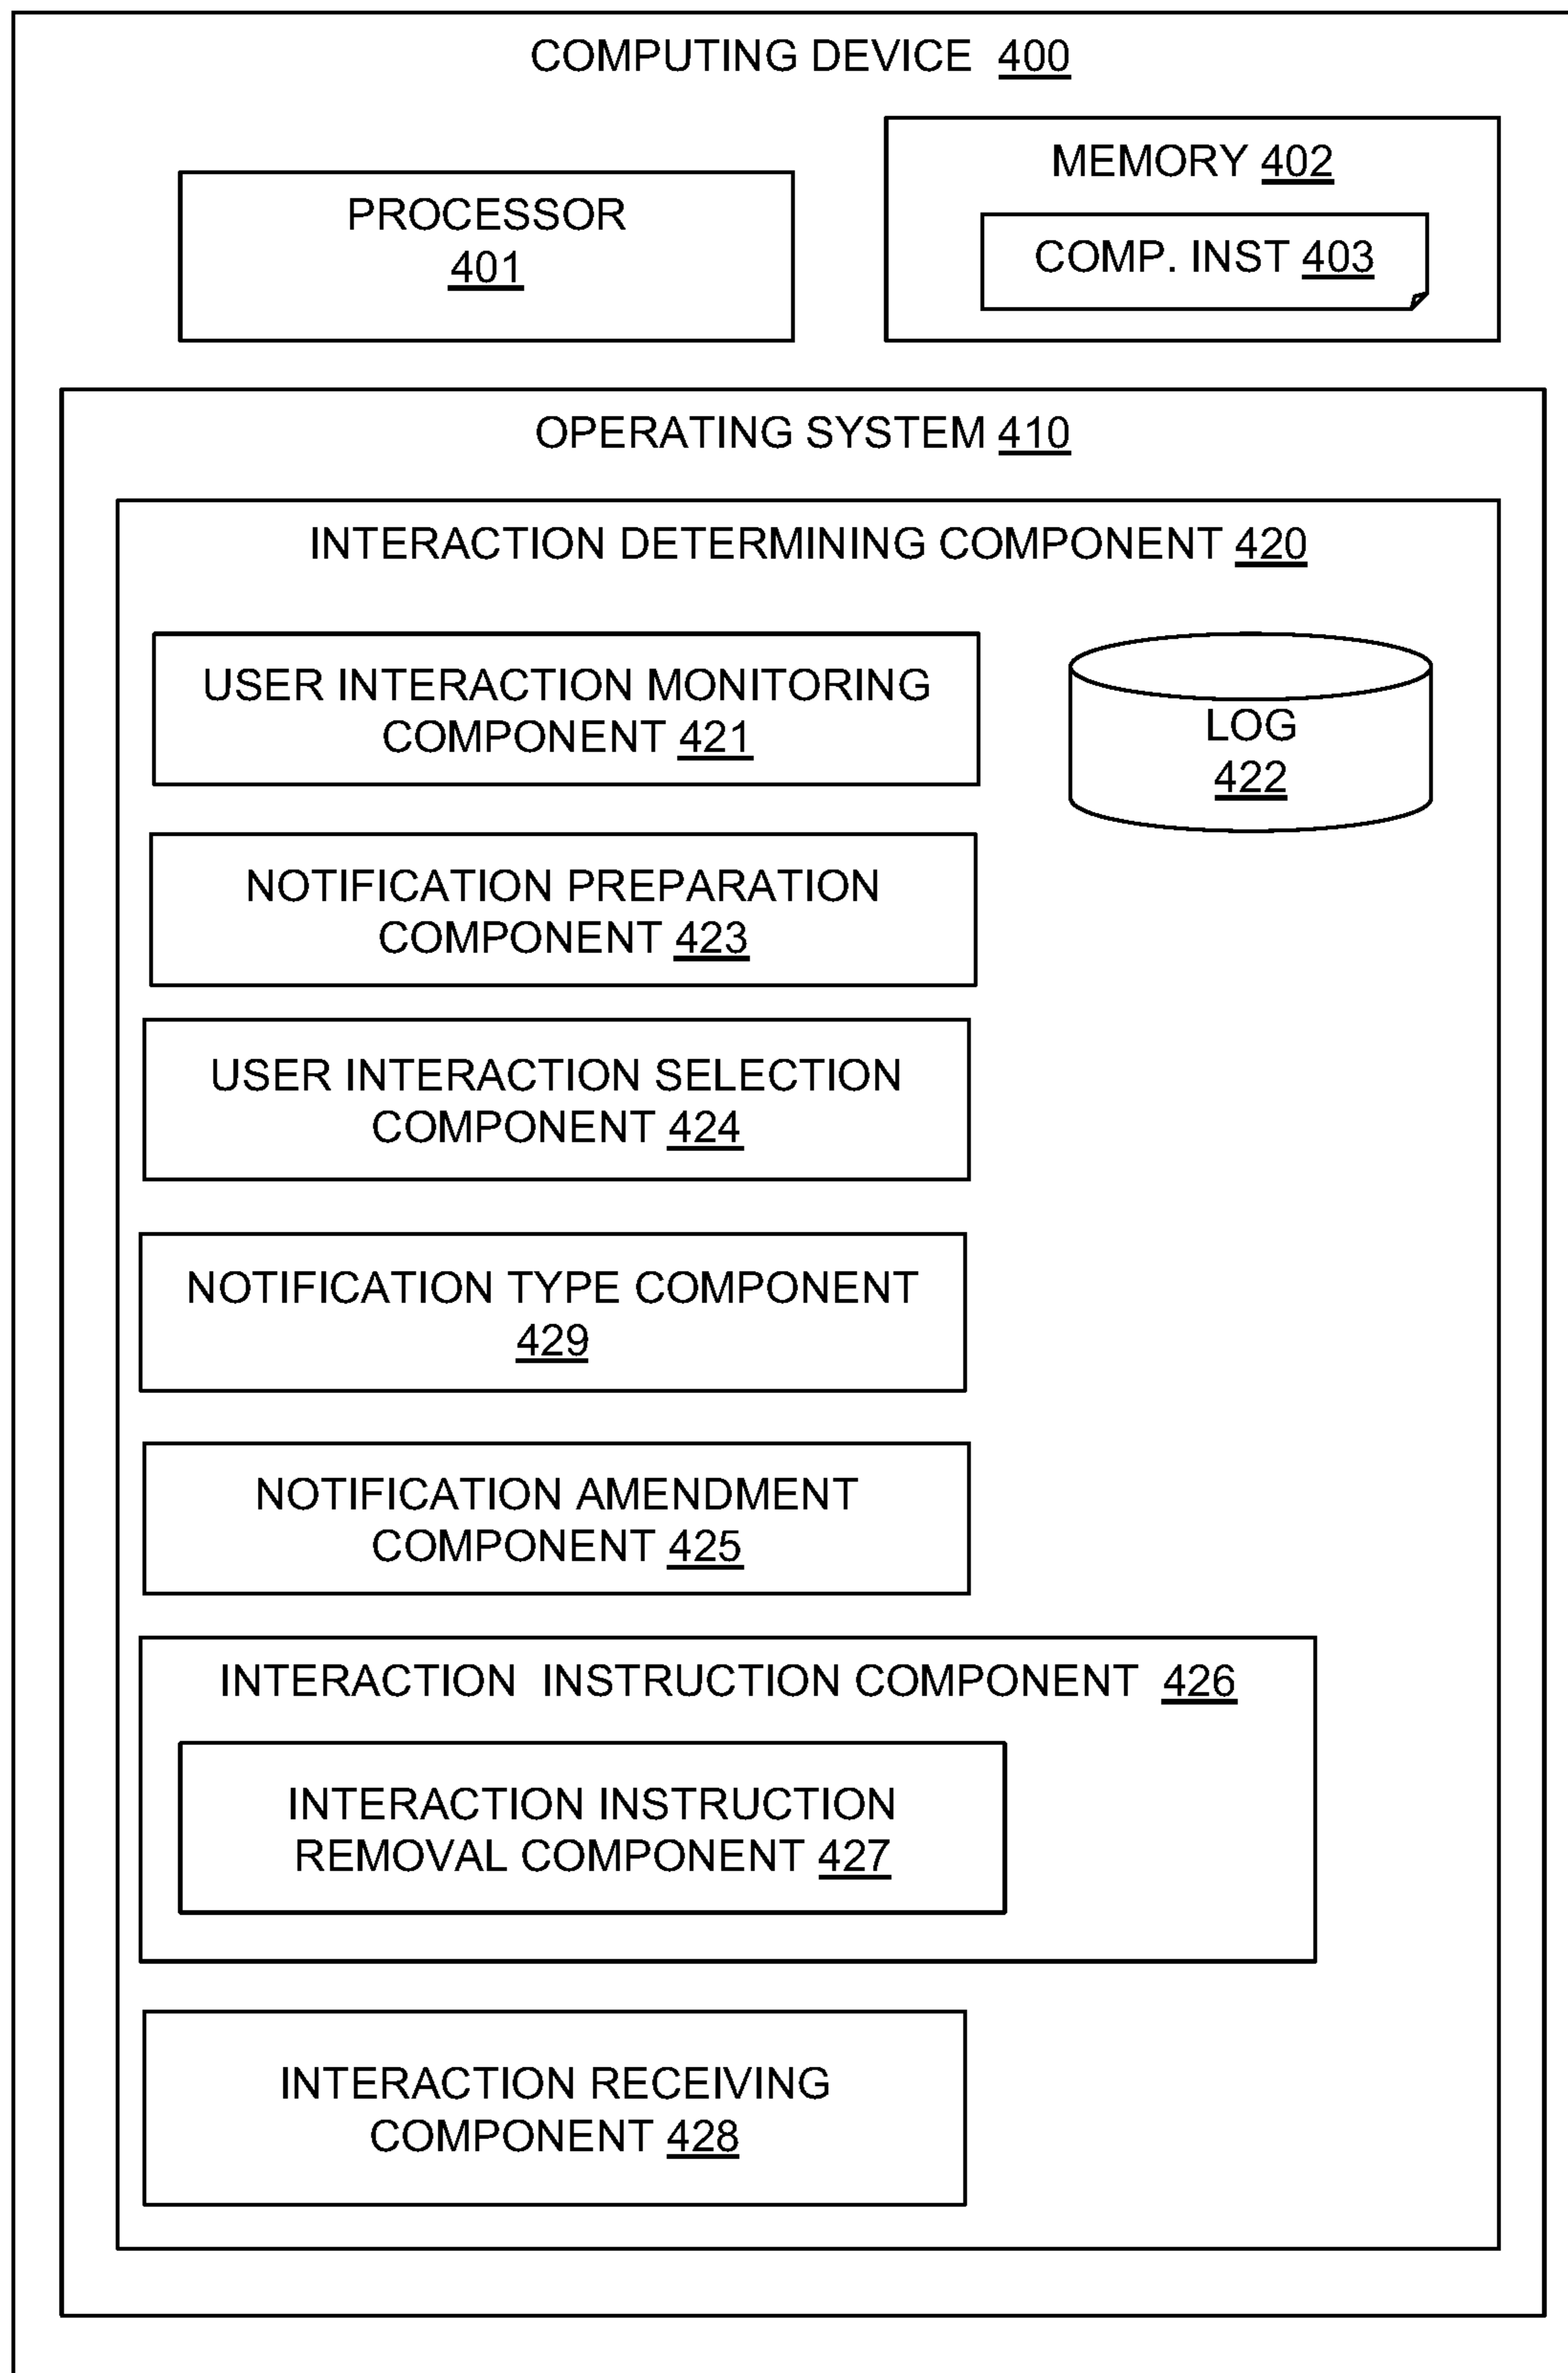 COMPUTING DEVICE 400
PROCESSOR
401
MEMORY 402
COMP. INST 403
OPERATING SYSTEM 410
INTERACTION DETERMINING COMPONENT 420
USER INTERACTION MONITORING
COMPONENT 421
LOG
422
NOTIFICATION PREPARATION
COMPONENT 423
USER INTERACTION SELECTION
COMPONENT 424
NOTIFICATION TYPE COMPONENT
429
NOTIFICATION AMENDMENT
COMPONENT 425
INTERACTION INSTRUCTION COMPONENT 426
INTERACTION INSTRUCTION
REMOVAL COMPONENT 427
INTERACTION RECEIVING
COMPONENT 428